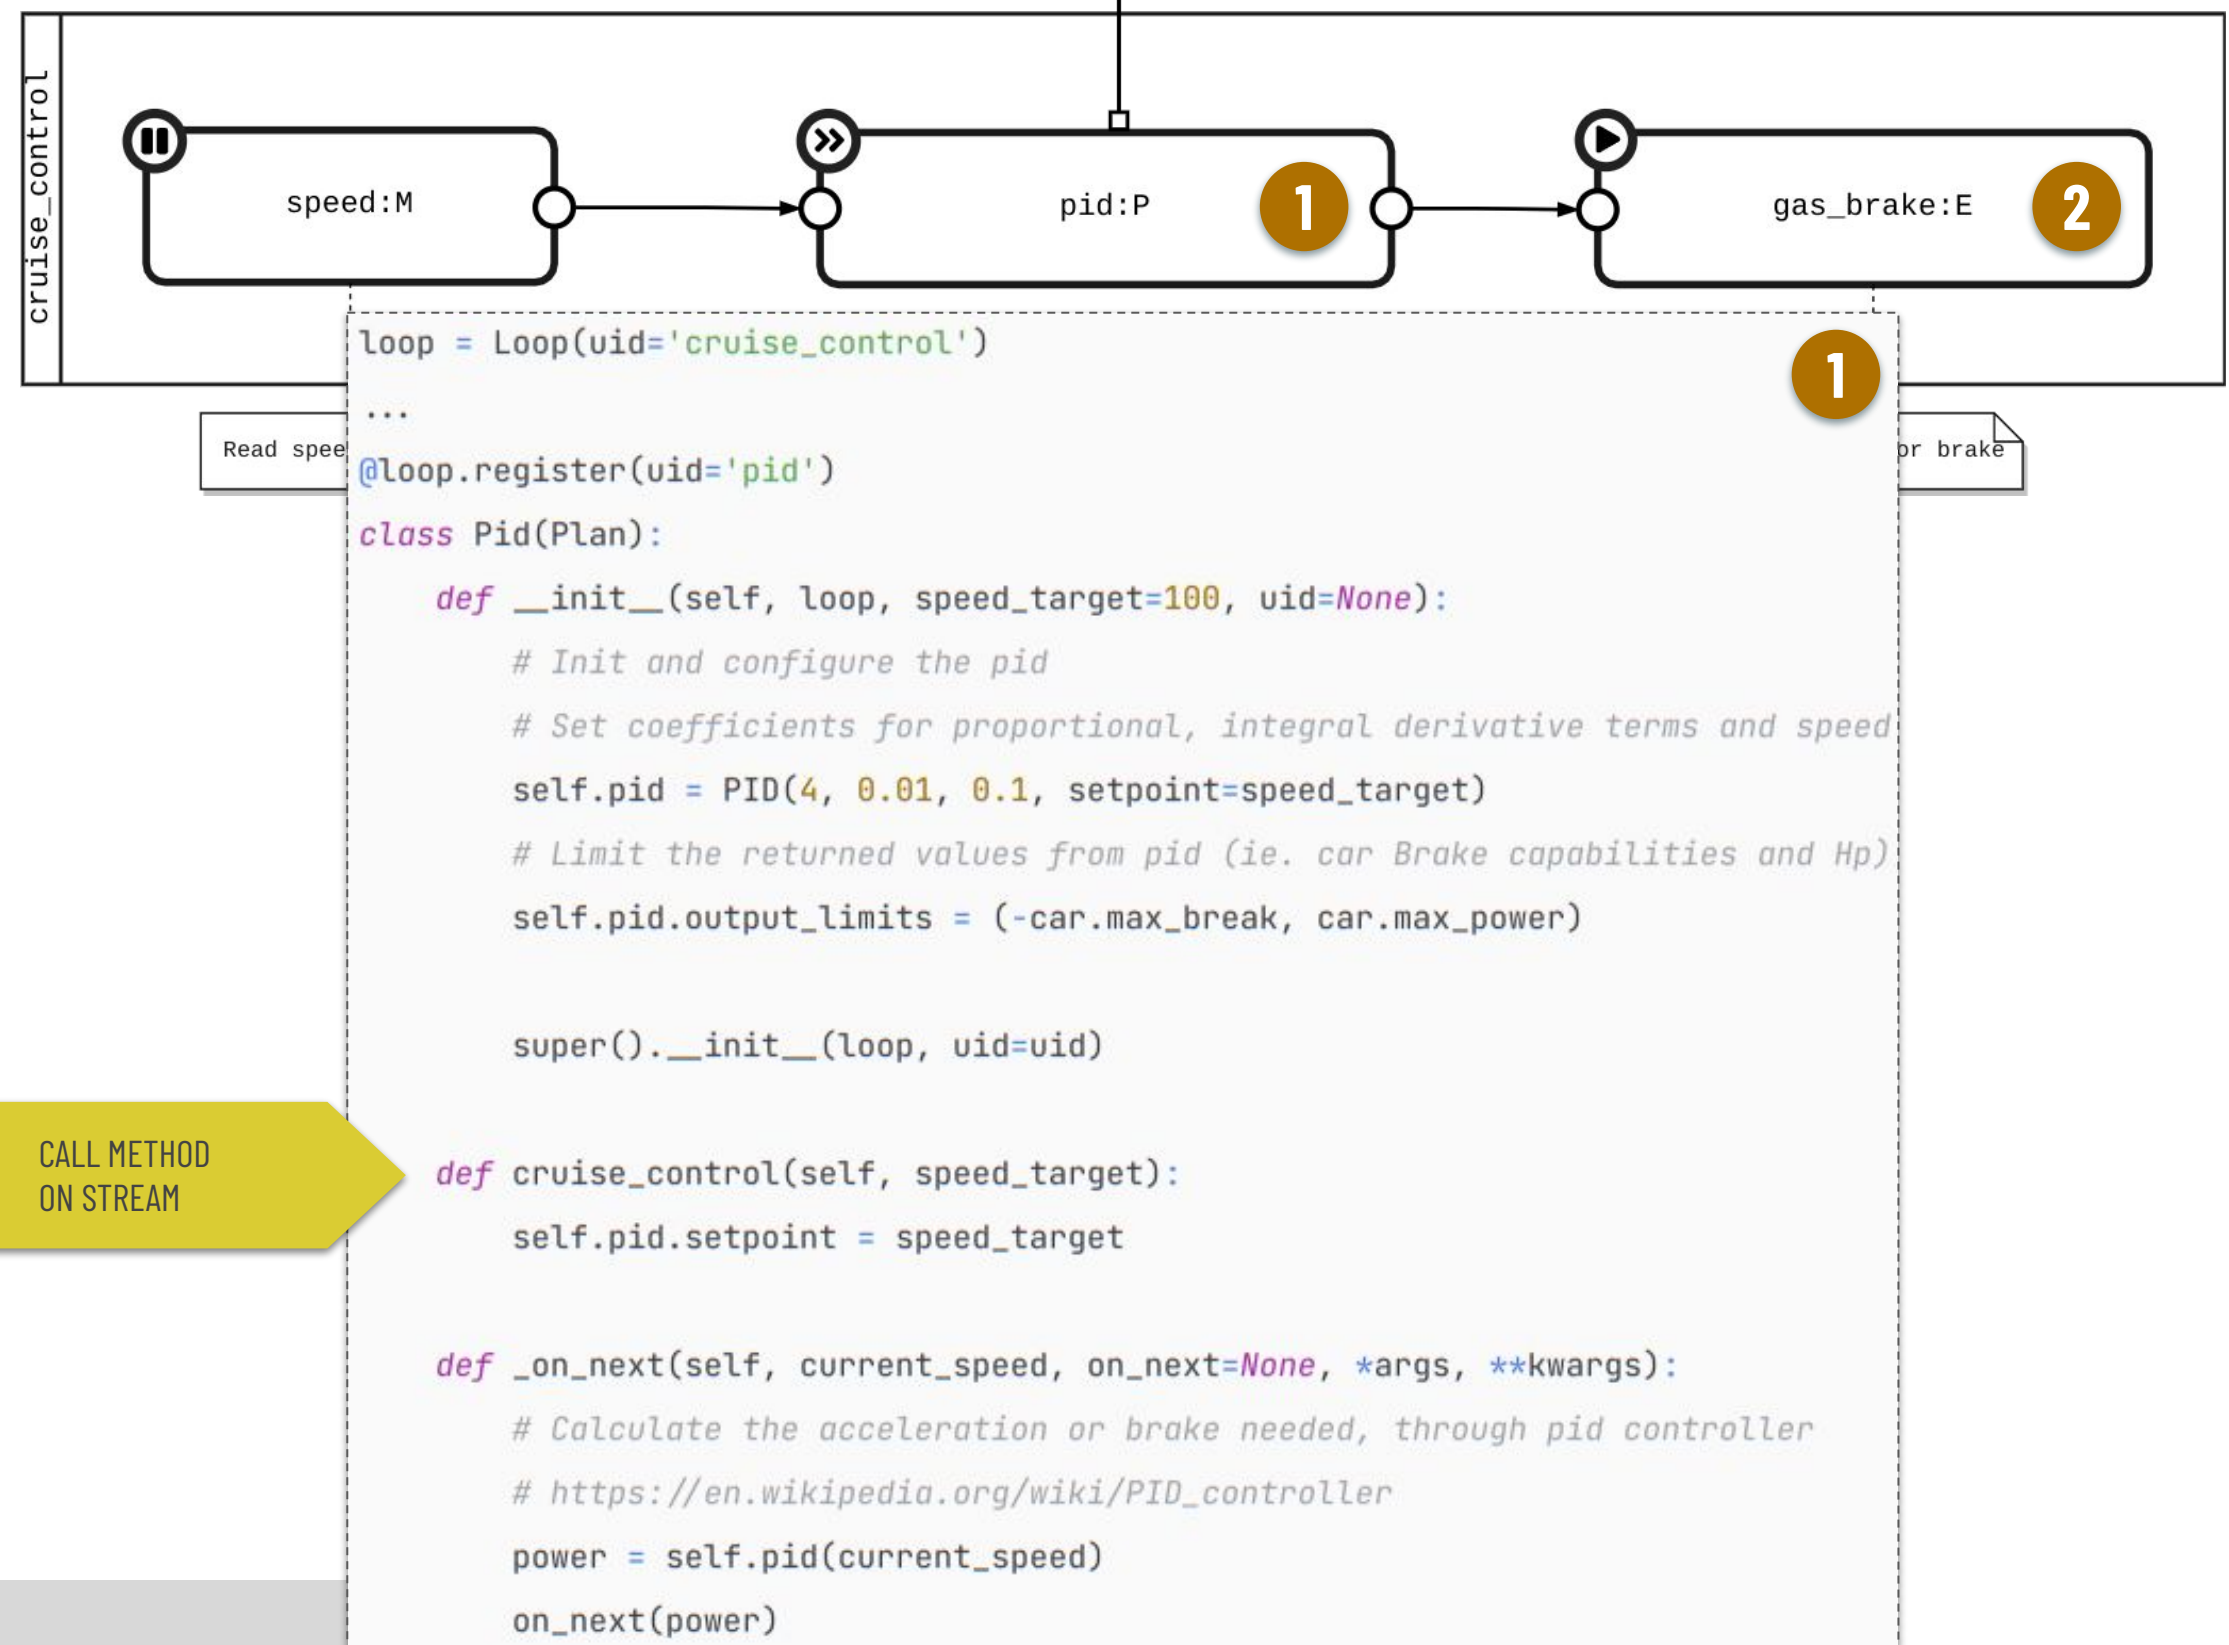 cruise_control
speed:M
pid:P
1
gas_brake:E
2
loop = Loop(uid='cruise_control')
1
...
Read spee
or brake
@loop.register(uid='pid')
class Pid(Plan):
def __init__(self, loop, speed_target=100, uid=None):
# Init and configure the pid
# Set coefficients for proportional, integral derivative terms and speed
self.pid = PID(4, 0.01, 0.1, setpoint=speed_target)
# Limit the returned values from pid (ie. car Brake capabilities and Hp)
self.pid.output_limits = (-car.max_break, car.max_power)
super().__init__(loop, uid=uid)
CALL METHOD
ON STREAM
def cruise_control(self, speed_target):
self.pid.setpoint = speed_target
def _on_next(self, current_speed, on_next=None, *args, **kwargs):
# Calculate the acceleration or brake needed, through pid controller
# https://en.wikipedia.org/wiki/PID_controller
power = self.pid(current_speed)
on_next(power)